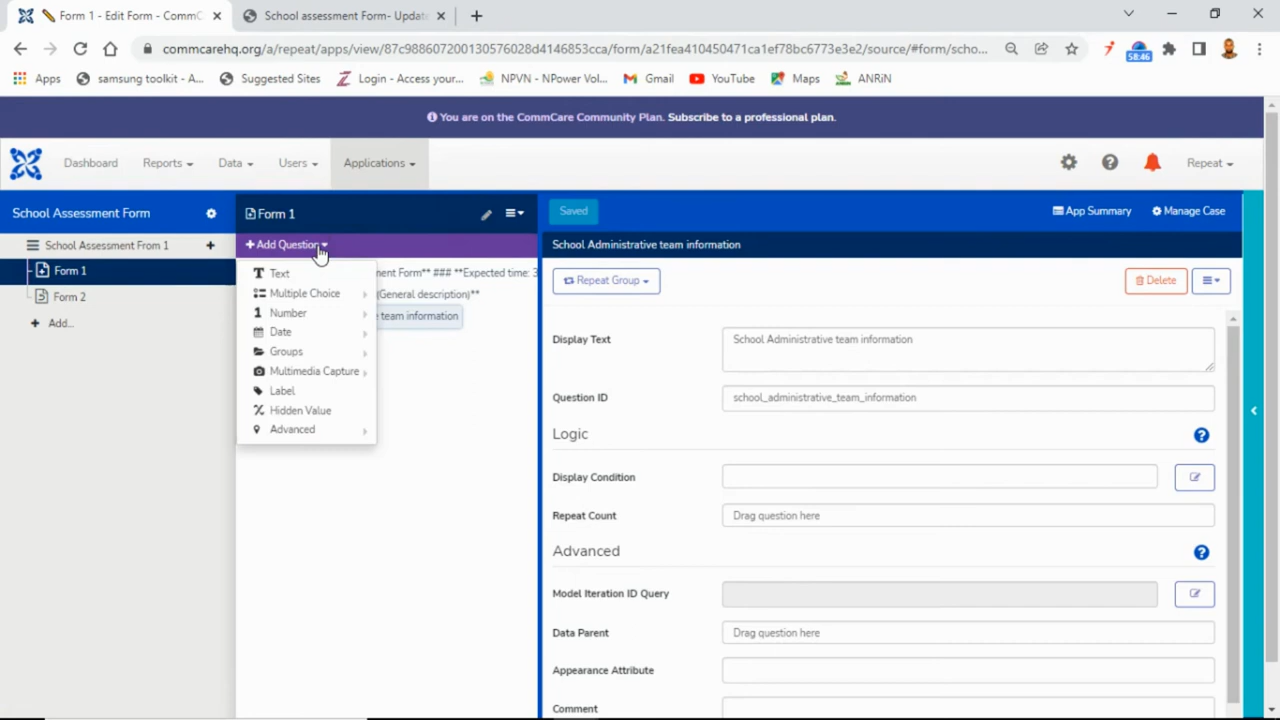 Form 1 - Edit Form - CommC
School assessment Form- Update
commcarehq.org/a/repeat/apps/view/87c988607200130576028d4146853cca/form/a21fea410450471ca1ef78bc6773e3e2/source/#form/scho...
58:46
Apps
samsung toolkit - A...
Suggested Sites
Login - Access your...
NPVN - NPower Vol...
Gmail
YouTube
Maps
ANRiN
You are on the CommCare Community Plan. Subscribe to a professional plan.
Dashboard
Reports
Data
Users
Applications
Repeat
School Assessment Form
Form 1
Saved
App Summary
Manage Case
School Assessment From 1
Add Question
School Administrative team information
Form 1
Text
ment Form** ### **Expected time: 3
Repeat Group
Delete
Form 2
Multiple Choice
(General description)**
Number
e team information
Add...
Date
Display Text
School Administrative team information
Groups
Multimedia Capture
Label
Question ID
school_administrative_team_information
Hidden Value
Advanced
Logic
Display Condition
Repeat Count
Drag question here
Advanced
Model Iteration ID Query
Data Parent
Drag question here
Appearance Attribute
Comment